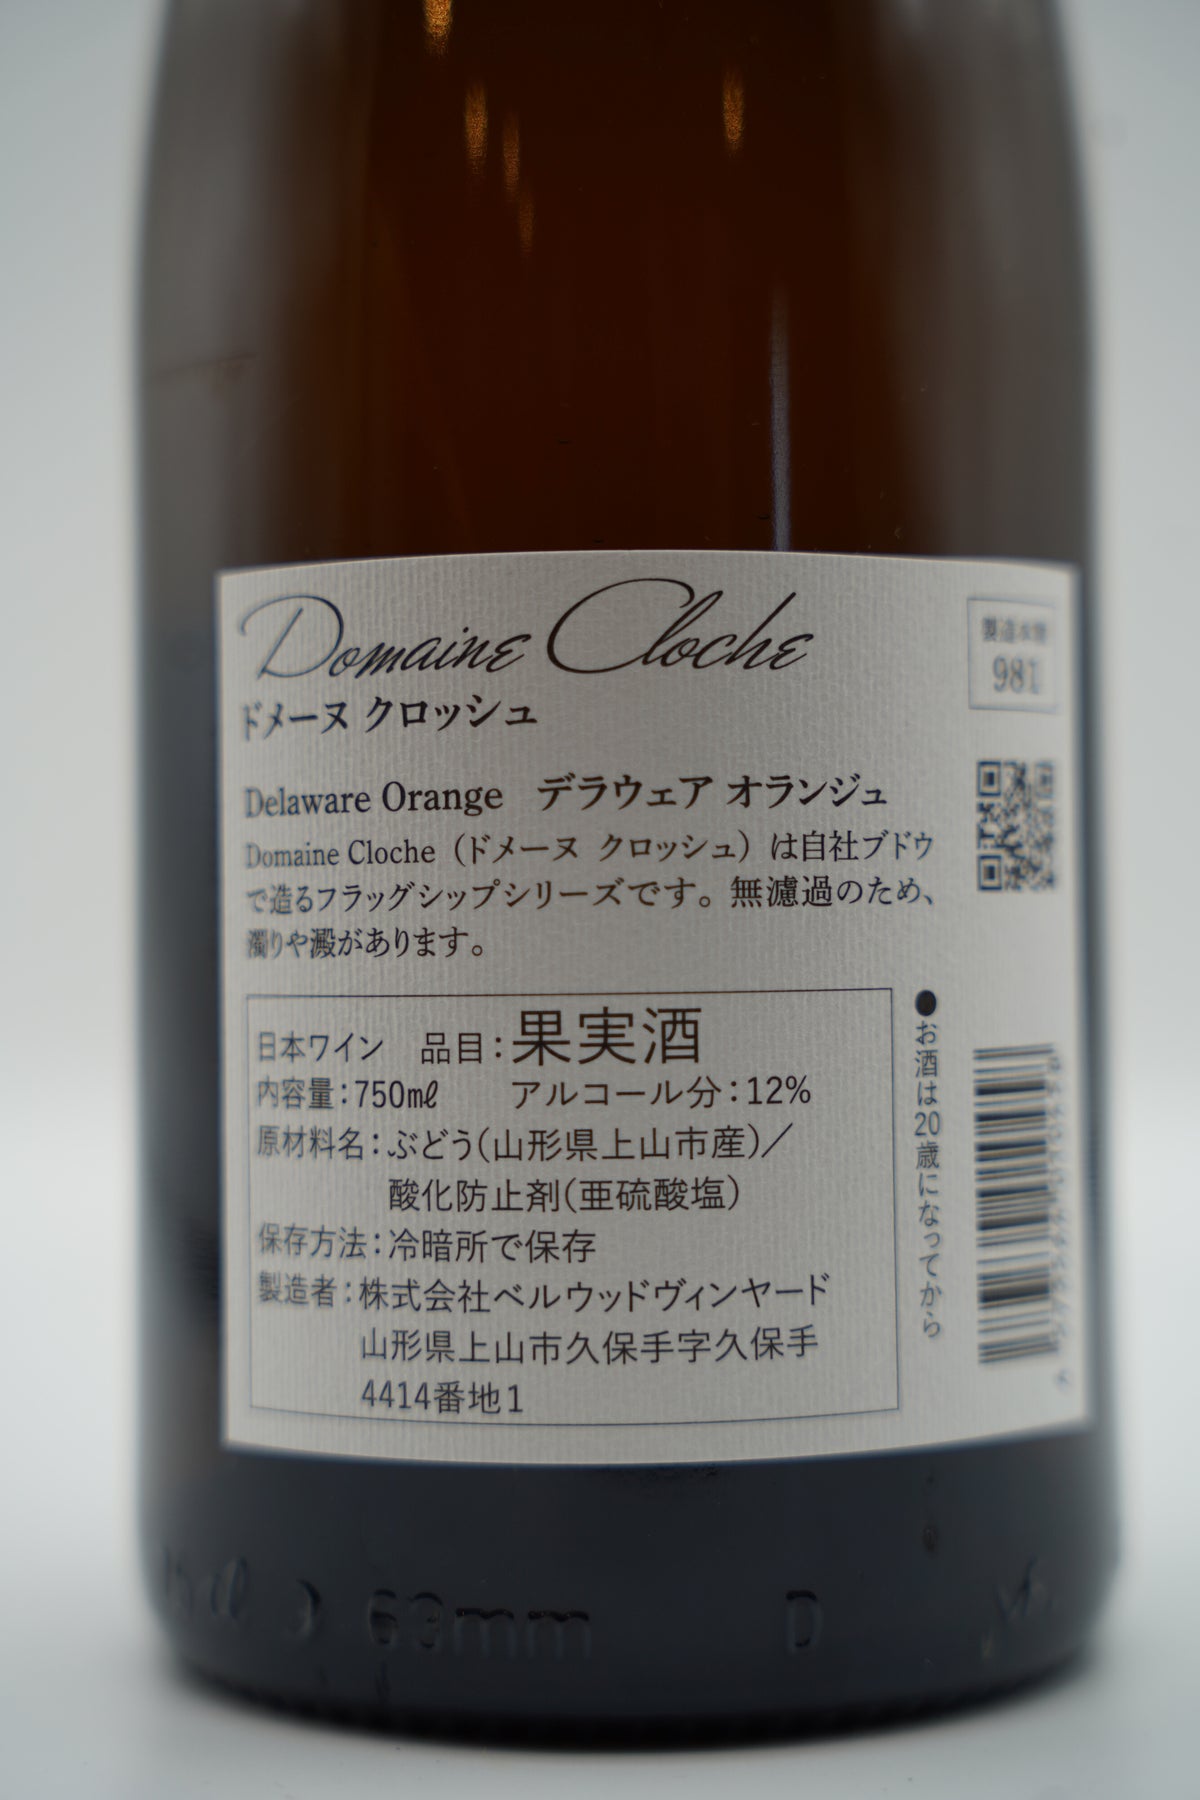 Domaine Cloche
ドメーヌ クロッシュ
製造本数
981
Delaware Orange デラウェア オランジュ
Domaine Cloche（ドメーヌ クロッシュ）は自社ブドウ
で造るフラッグシップシリーズです。無濾過のため、
濁りや澱があります。
日本ワイン 品目：果実酒
内容量：750㎖ アルコール分：12%
原材料名：ぶどう(山形県上山市産)／
酸化防止剤(亜硫酸塩)
保存方法：冷暗所で保存
製造者：株式会社ベルウッドヴィンヤード
山形県上山市久保手字久保手
4414番地1
●お酒は20歳になってから
63mm
D